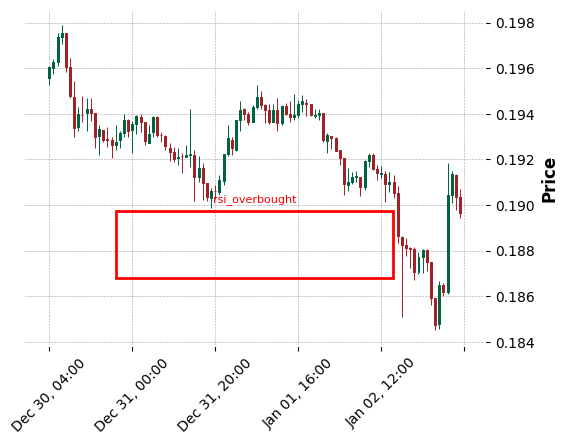 0.198
0.196
0.194
0.192
0.190
0.188
0.186
0.184
Price
rsi_overbought
Dec 30, 04:00
Dec 31, 00:00
Dec 31, 20:00
Jan 01, 16:00
Jan 02, 12:00